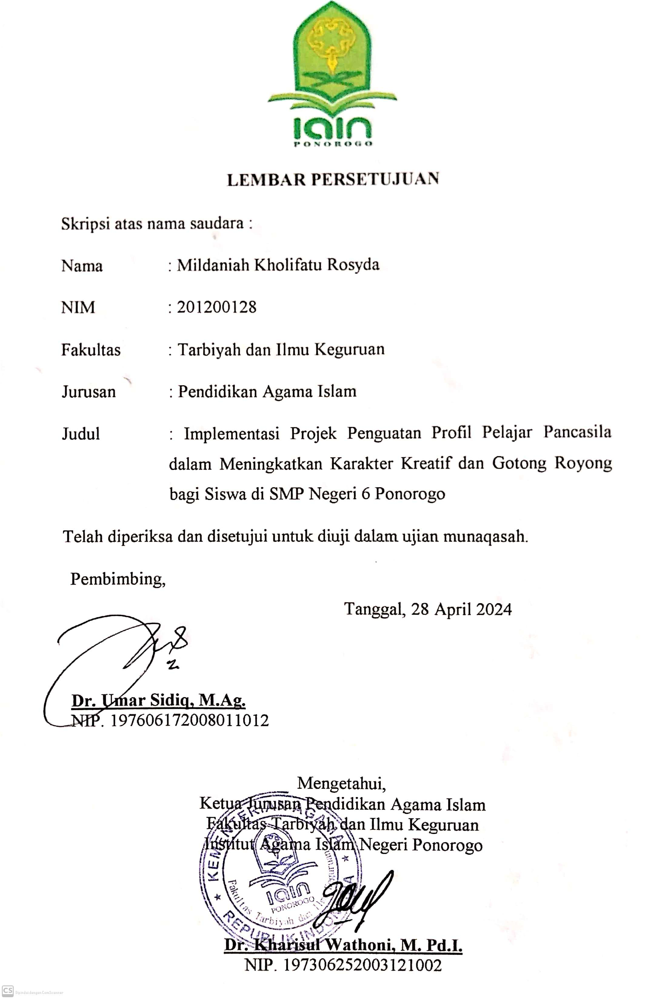 IAIN
PONOROGO
LEMBAR PERSETUJUAN
Skripsi atas nama saudara :
Nama : Mildaniah Kholifatu Rosyda
NIM : 201200128
Fakultas : Tarbiyah dan Ilmu Keguruan
Jurusan : Pendidikan Agama Islam
Judul : Implementasi Projek Penguatan Profil Pelajar Pancasila
dalam Meningkatkan Karakter Kreatif dan Gotong Royong
bagi Siswa di SMP Negeri 6 Ponorogo
Telah diperiksa dan disetujui untuk diuji dalam ujian munaqasah.
Pembimbing,
Tanggal, 28 April 2024
Dr. Umar Sidiq, M.Ag.
NIP. 197606172008011012
Mengetahui,
Ketua Jurusan Pendidikan Agama Islam
Fakultas Tarbiyah dan Ilmu Keguruan
Institut Agama Islam Negeri Ponorogo
KEMENTERIAN AGAMA
IAIN
PONOROGO
Fakultas Tarbiyah dan Ilmu
REPUBLIK INDONESIA
Dr. Kharisul Wathoni, M. Pd.I.
NIP. 197306252003121002
CS Dipindai dengan CamScanner